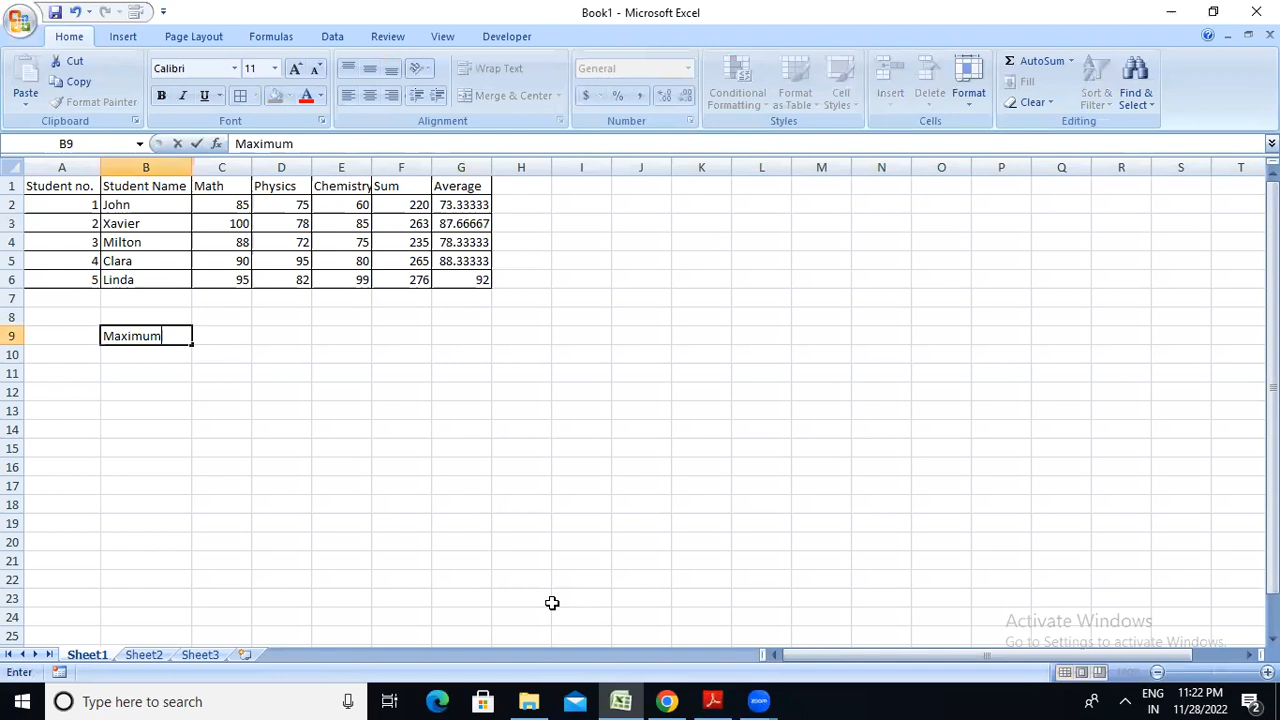 Book1 - Microsoft Excel
Home Insert Page Layout Formulas Data Review View Developer
Paste Cut Copy Format Painter Clipboard
Calibri 11 Font
Wrap Text Merge & Center Alignment
General Number
Conditional Formatting Format as Table Cell Styles Styles
Insert Delete Format Cells
AutoSum Fill Clear Sort & Filter Find & Select Editing
B9 Maximum
A B C D E F G H I J K L M N O P Q R S T
1 Student no. Student Name Math Physics Chemistry Sum Average
2 1 John 85 75 60 220 73.33333
3 2 Xavier 100 78 85 263 87.66667
4 3 Milton 88 72 75 235 78.33333
5 4 Clara 90 95 80 265 88.33333
6 5 Linda 95 82 99 276 92
7
8
9 Maximum
10
11
12
13
14
15
16
17
18
19
20
21
22
23
24
25
Activate Windows
Go to Settings to activate Windows.
Sheet1 Sheet2 Sheet3
Enter
Type here to search
ENG 11:22 PM
IN 11/28/2022 2